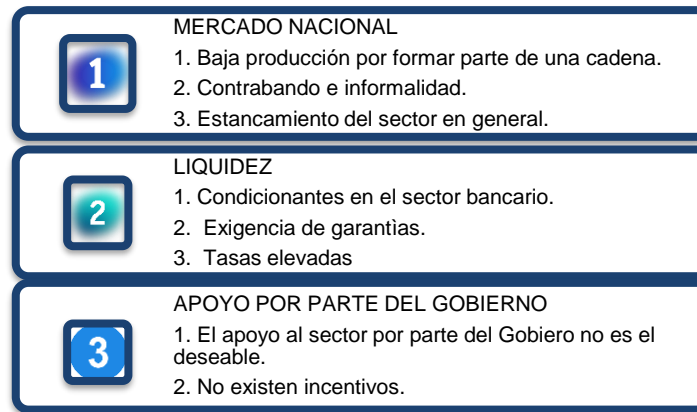 1
MERCADO NACIONAL
1. Baja producción por formar parte de una cadena.
2. Contrabando e informalidad.
3. Estancamiento del sector en general.
2
LIQUIDEZ
1. Condicionantes en el sector bancario.
2. Exigencia de garantìas.
3. Tasas elevadas
3
APOYO POR PARTE DEL GOBIERNO
1. El apoyo al sector por parte del Gobiero no es el
deseable.
2. No existen incentivos.